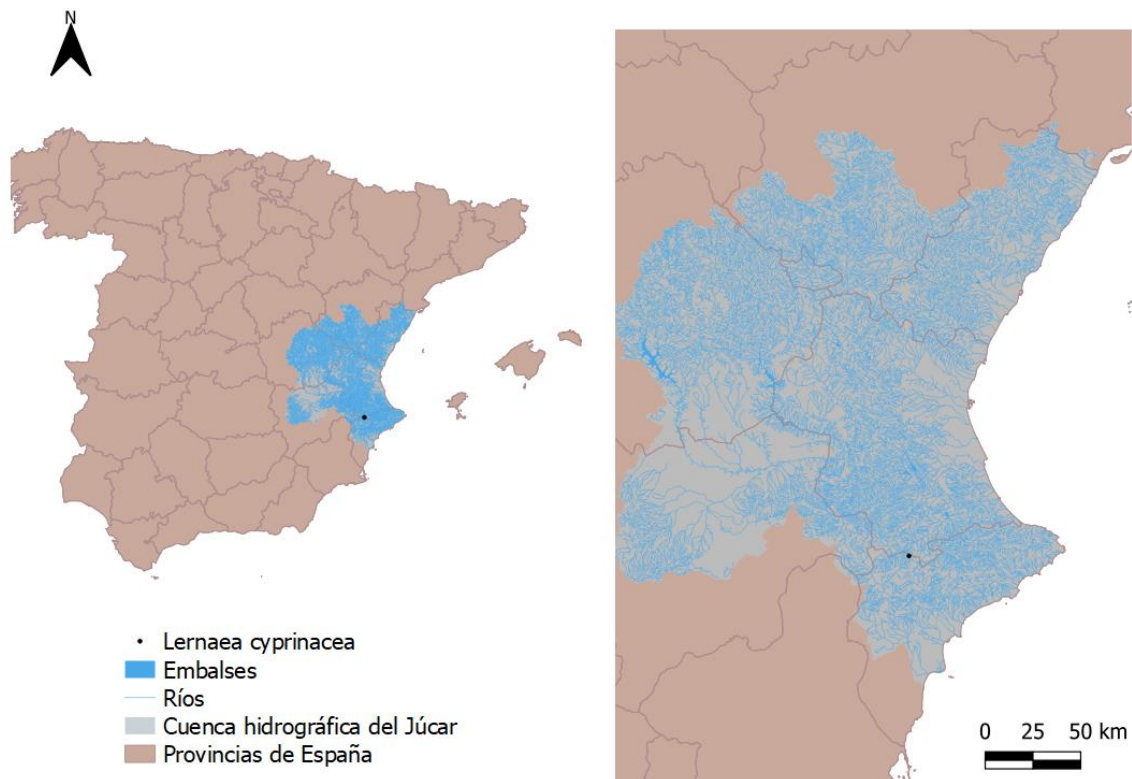 N
Lernaea cyprinacea
Embalses
Ríos
Cuenca hidrográfica del Júcar
Provincias de España
0 25 50 km